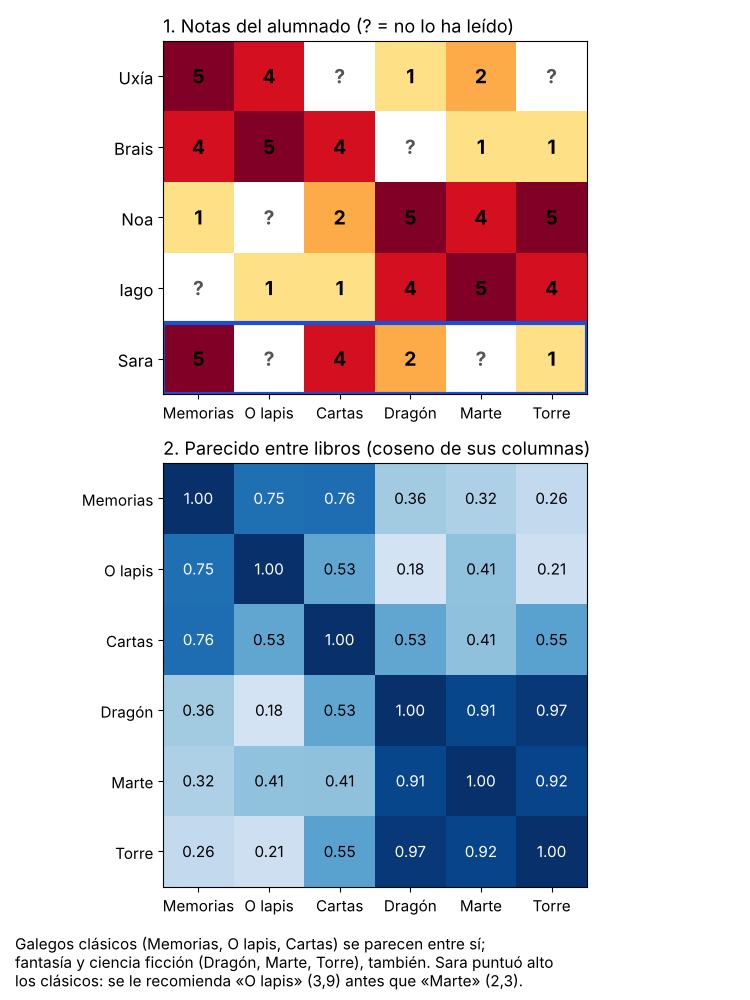 1. Notas del alumnado (? = no lo ha leído)
Uxía 5 4 ? 1 2 ?
Brais 4 5 4 ? 1 1
Noa 1 ? 2 5 4 5
Iago ? 1 1 4 5 4
Sara 5 ? 4 2 ? 1
Memorias O lapis Cartas Dragón Marte Torre
2. Parecido entre libros (coseno de sus columnas)
Memorias 1.00 0.75 0.76 0.36 0.32 0.26
O lapis 0.75 1.00 0.53 0.18 0.41 0.21
Cartas 0.76 0.53 1.00 0.53 0.41 0.55
Dragón 0.36 0.18 0.53 1.00 0.91 0.97
Marte 0.32 0.41 0.41 0.91 1.00 0.92
Torre 0.26 0.21 0.55 0.97 0.92 1.00
Memorias O lapis Cartas Dragón Marte Torre
Galegos clásicos (Memorias, O lapis, Cartas) se parecen entre sí;
fantasía y ciencia ficción (Dragón, Marte, Torre), también. Sara puntuó alto
los clásicos: se le recomienda «O lapis» (3,9) antes que «Marte» (2,3).